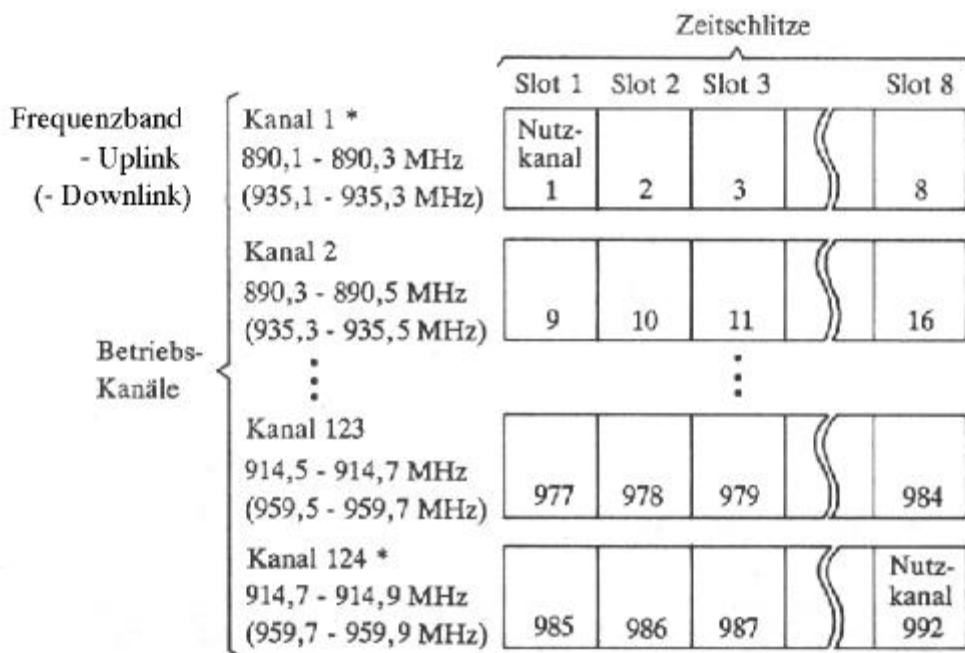 Zeitschlitze
Slot 1 Slot 2 Slot 3 Slot 8
Frequenzband
- Uplink
(- Downlink)
Kanal 1 *
890,1 - 890,3 MHz
(935,1 - 935,3 MHz)
Nutz-
kanal
1 2 3 8
Kanal 2
890,3 - 890,5 MHz
(935,3 - 935,5 MHz)
9 10 11 16
Betriebs-
Kanäle
Kanal 123
914,5 - 914,7 MHz
(959,5 - 959,7 MHz)
977 978 979 984
Kanal 124 *
914,7 - 914,9 MHz
(959,7 - 959,9 MHz)
985 986 987
Nutz-
kanal
992